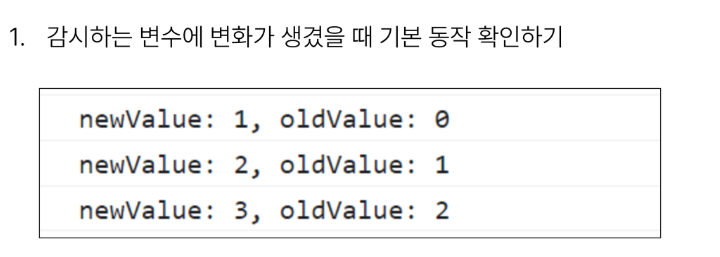 1. 감시하는 변수에 변화가 생겼을 때 기본 동작 확인하기
newValue: 1, oldValue: 0
newValue: 2, oldValue: 1
newValue: 3, oldValue: 2